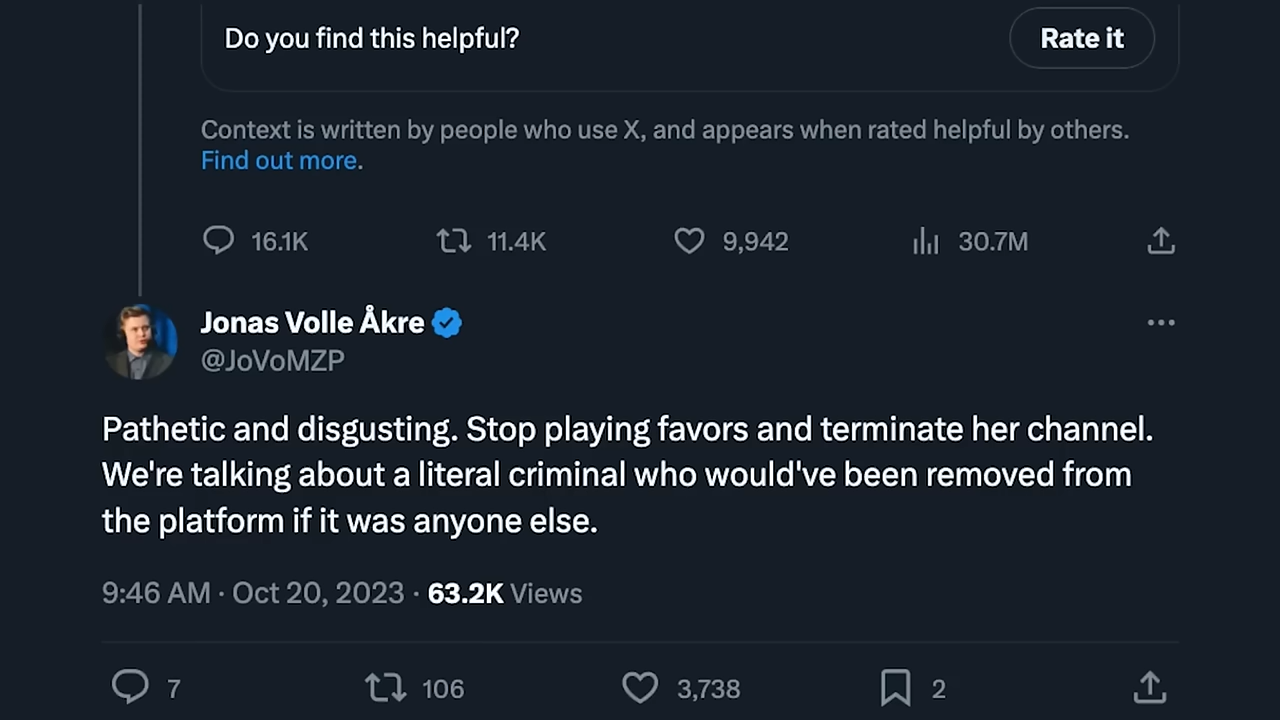 Do you find this helpful?
Rate it
Context is written by people who use X, and appears when rated helpful by others.
Find out more.
16.1K
11.4K
9,942
30.7M
Jonas Volle Åkre
@JoVoMZP
Pathetic and disgusting. Stop playing favors and terminate her channel.
We're talking about a literal criminal who would've been removed from
the platform if it was anyone else.
9:46 AM · Oct 20, 2023 · 63.2K Views
7
106
3,738
2